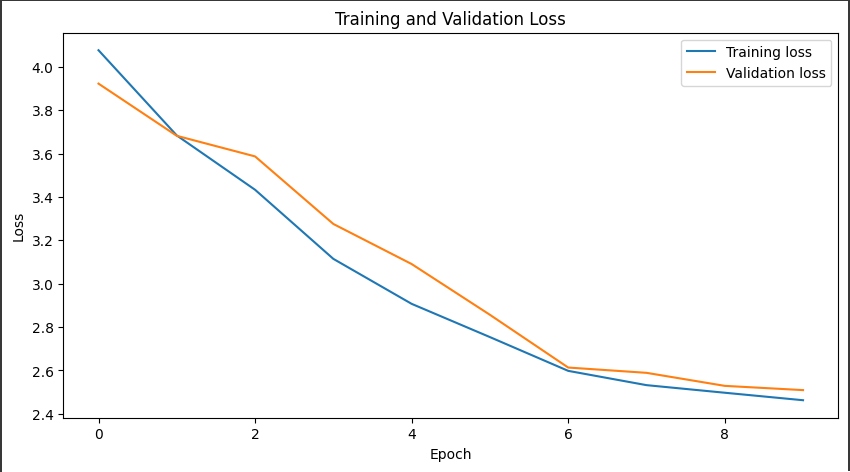 Training and Validation Loss
Training loss
Validation loss
4.0
3.8
3.6
3.4
3.2
3.0
2.8
2.6
2.4
Loss
0 2 4 6 8
Epoch